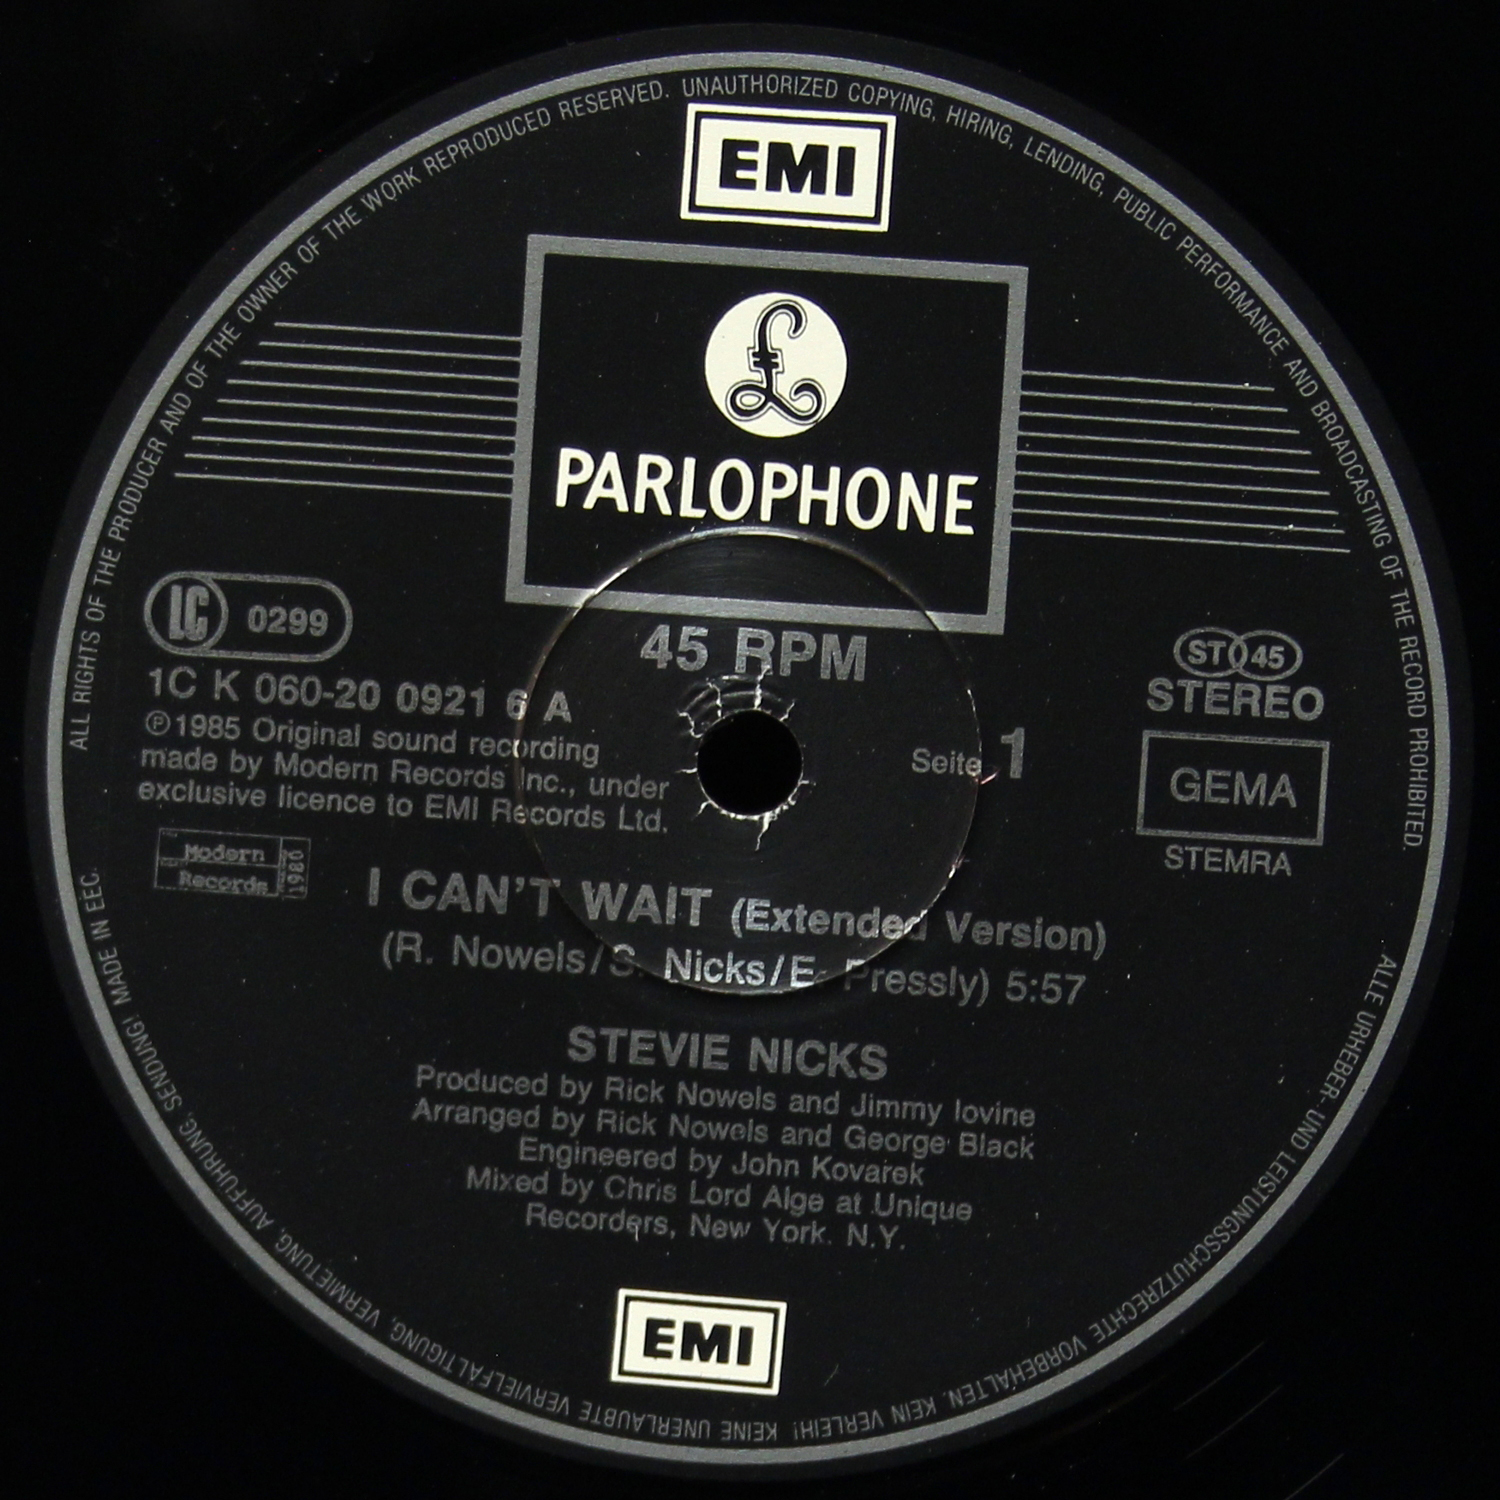 ALL RIGHTS OF THE PRODUCER AND OF THE OWNER OF THE WORK REPRODUCED RESERVED. UNAUTHORIZED COPYING, HIRING, LENDING, PUBLIC PERFORMANCE AND BROADCASTING OF THE RECORD PROHIBITED.
EMI
£
PARLOPHONE
45 RPM
LC 0299
1C K 060-20 0921 6 A
℗ 1985 Original sound recording
made by Modern Records Inc., under
exclusive licence to EMI Records Ltd.
Modern
Records
1980
Seite 1
ST 45
STEREO
GEMA
STEMRA
I CAN'T WAIT (Extended Version)
(R. Nowels/S. Nicks/E. Pressly) 5:57
STEVIE NICKS
Produced by Rick Nowels and Jimmy Iovine
Arranged by Rick Nowels and George Black
Engineered by John Kovarek
Mixed by Chris Lord Alge at Unique
Recorders, New York. N.Y.
EMI
ALLE URHEBER- UND LEISTUNGSSCHUTZRECHTE VORBEHALTEN. KEIN VERLEIH! KEINE UNERLAUBTE VERVIELFÄLTIGUNG, VERMIETUNG, AUFFÜHRUNG, SENDUNG! MADE IN EEC.